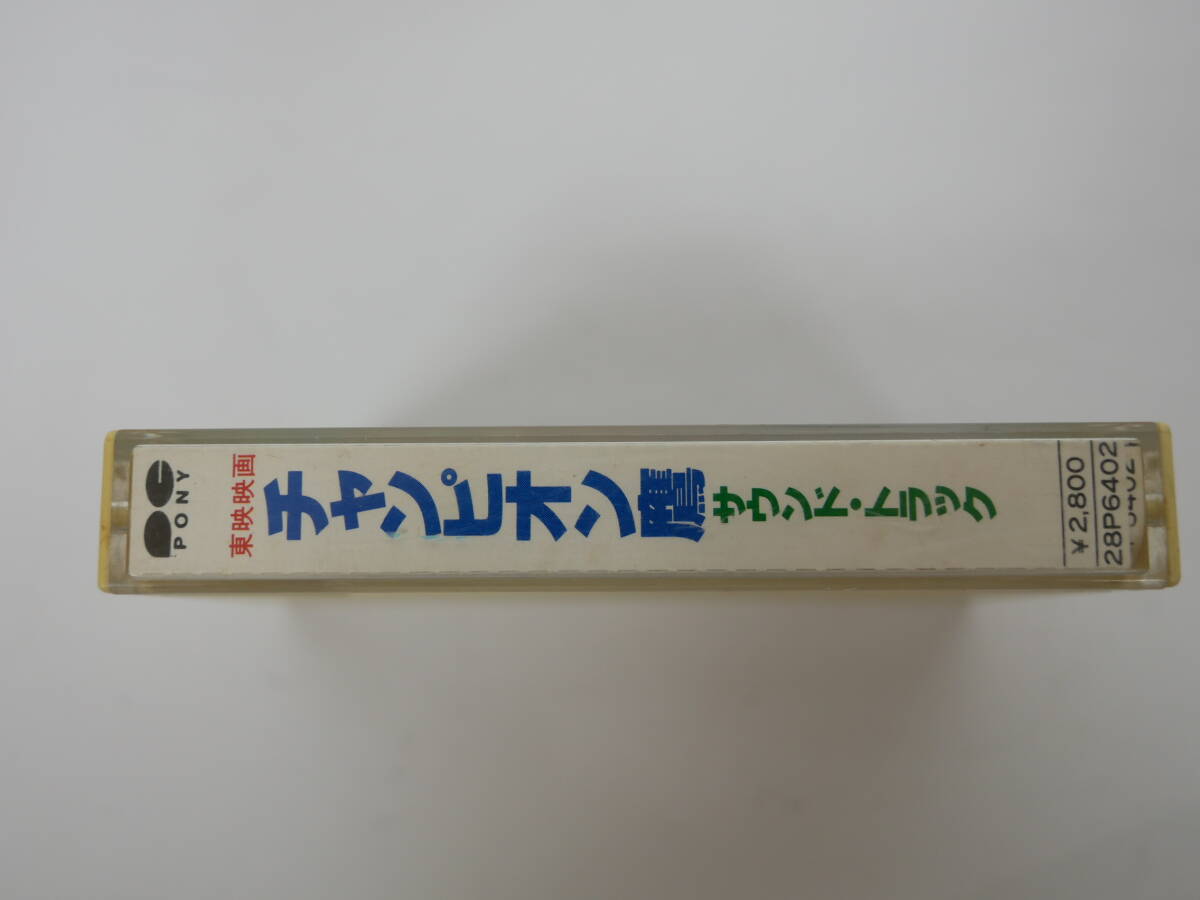 PONY
東映映画
チャンピオン鷹
サウンド・トラック
¥2,800
28P6402